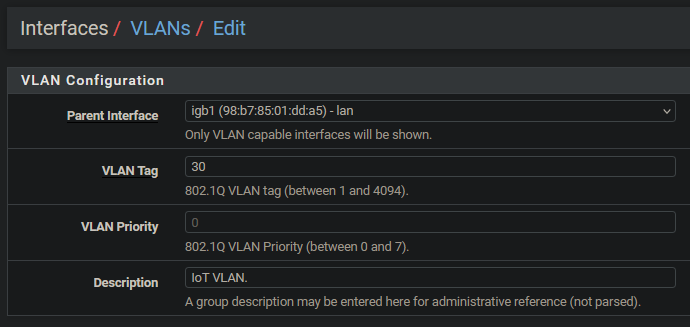 Interfaces / VLANs / Edit
VLAN Configuration
Parent Interface
igb1 (98:b7:85:01:dd:a5) - lan
Only VLAN capable interfaces will be shown.
VLAN Tag
30
802.1Q VLAN tag (between 1 and 4094).
VLAN Priority
0
802.1Q VLAN Priority (between 0 and 7).
Description
IoT VLAN.
A group description may be entered here for administrative reference (not parsed).